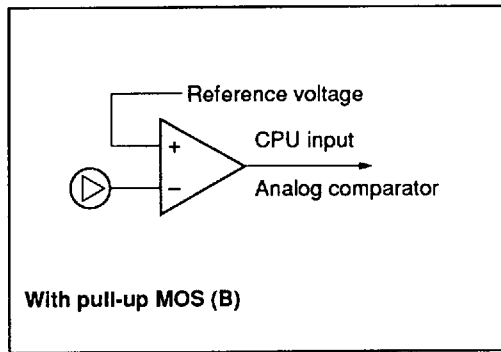 Reference voltage
+
CPU input
−
Analog comparator
With pull-up MOS (B)